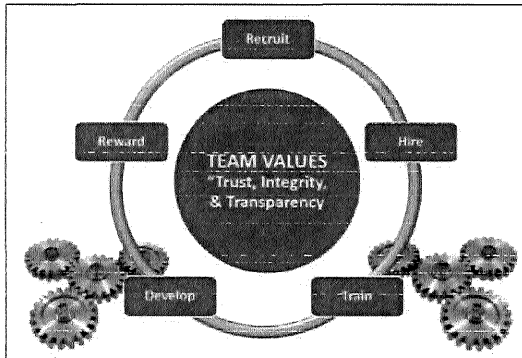 Recruit
Reward
Hire
TEAM VALUES
"Trust, Integrity,
& Transparency
Develop
Train